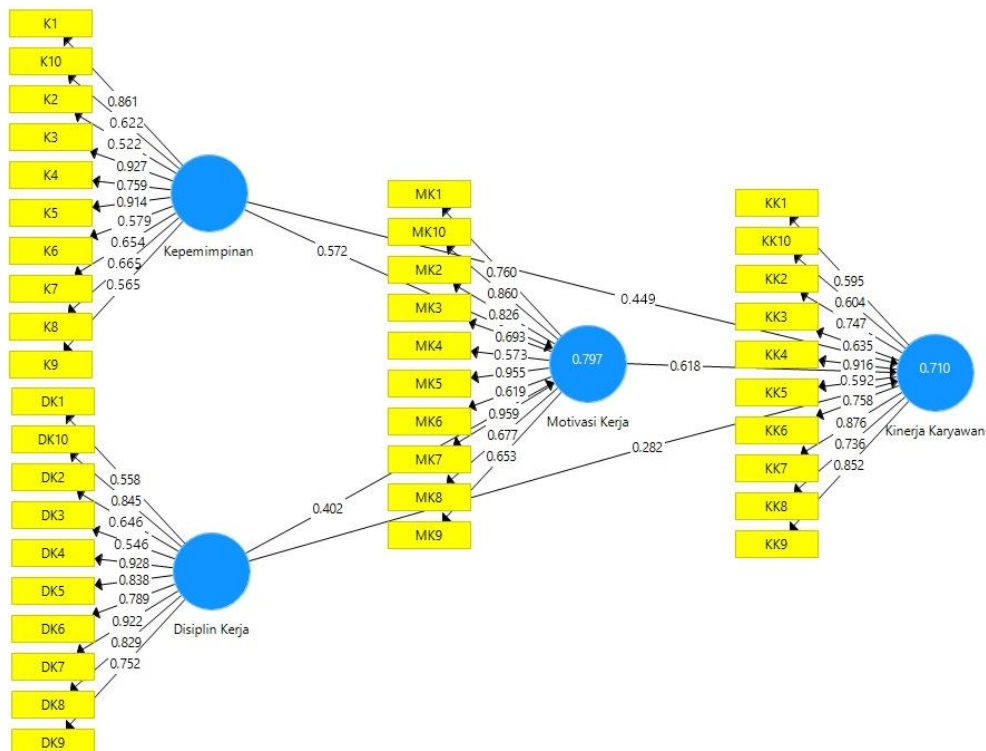 K1
K10
K2
K3
K4
K5
K6
K7
K8
K9
0.861
0.622
0.522
0.927
0.759
0.914
0.579
0.654
0.665
0.565
Kepemimpinan
DK1
DK10
DK2
DK3
DK4
DK5
DK6
DK7
DK8
DK9
0.558
0.845
0.646
0.546
0.928
0.838
0.789
0.922
0.829
0.752
Disiplin Kerja
0.572
0.402
0.449
0.618
0.282
MK1
MK10
MK2
MK3
MK4
MK5
MK6
MK7
MK8
MK9
0.760
0.860
0.826
0.693
0.573
0.955
0.619
0.959
0.677
0.653
0.797
Motivasi Kerja
KK1
KK10
KK2
KK3
KK4
KK5
KK6
KK7
KK8
KK9
0.595
0.604
0.747
0.635
0.916
0.592
0.758
0.876
0.736
0.852
0.710
Kinerja Karyawan